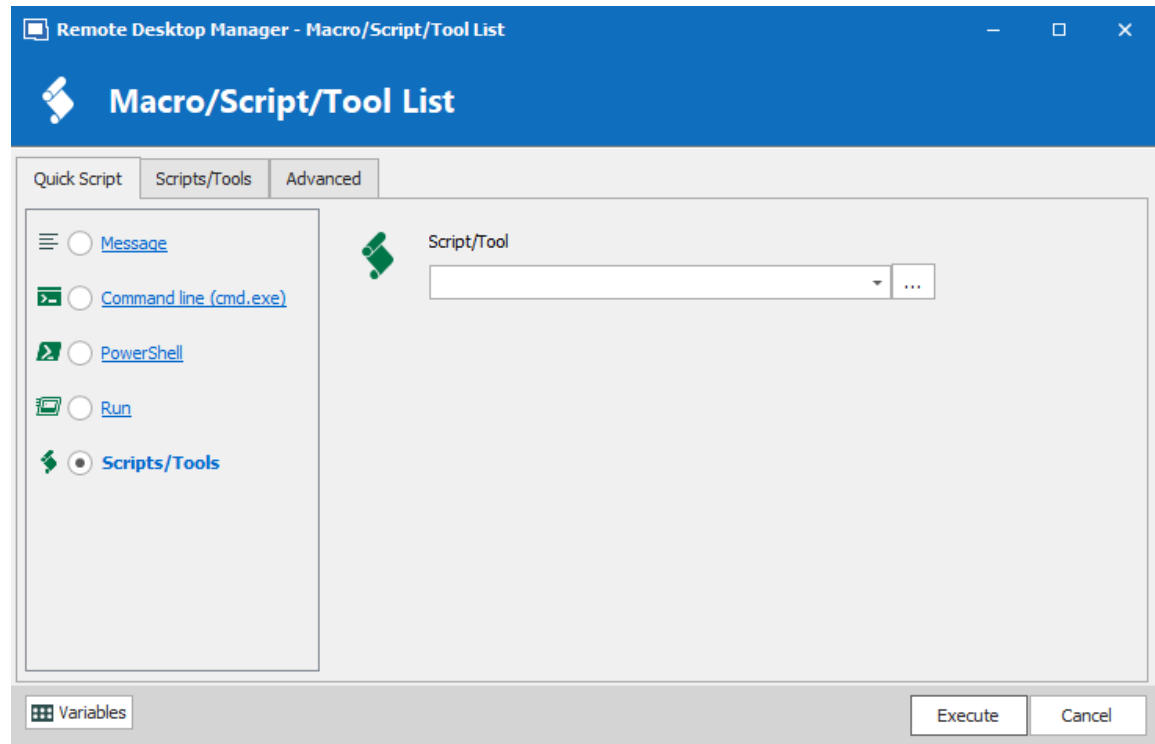 Remote Desktop Manager - Macro/Script/Tool List
Macro/Script/Tool List
Quick Script
Scripts/Tools
Advanced
Message
Command line (cmd.exe)
PowerShell
Run
Scripts/Tools
Script/Tool
...
Variables
Execute
Cancel